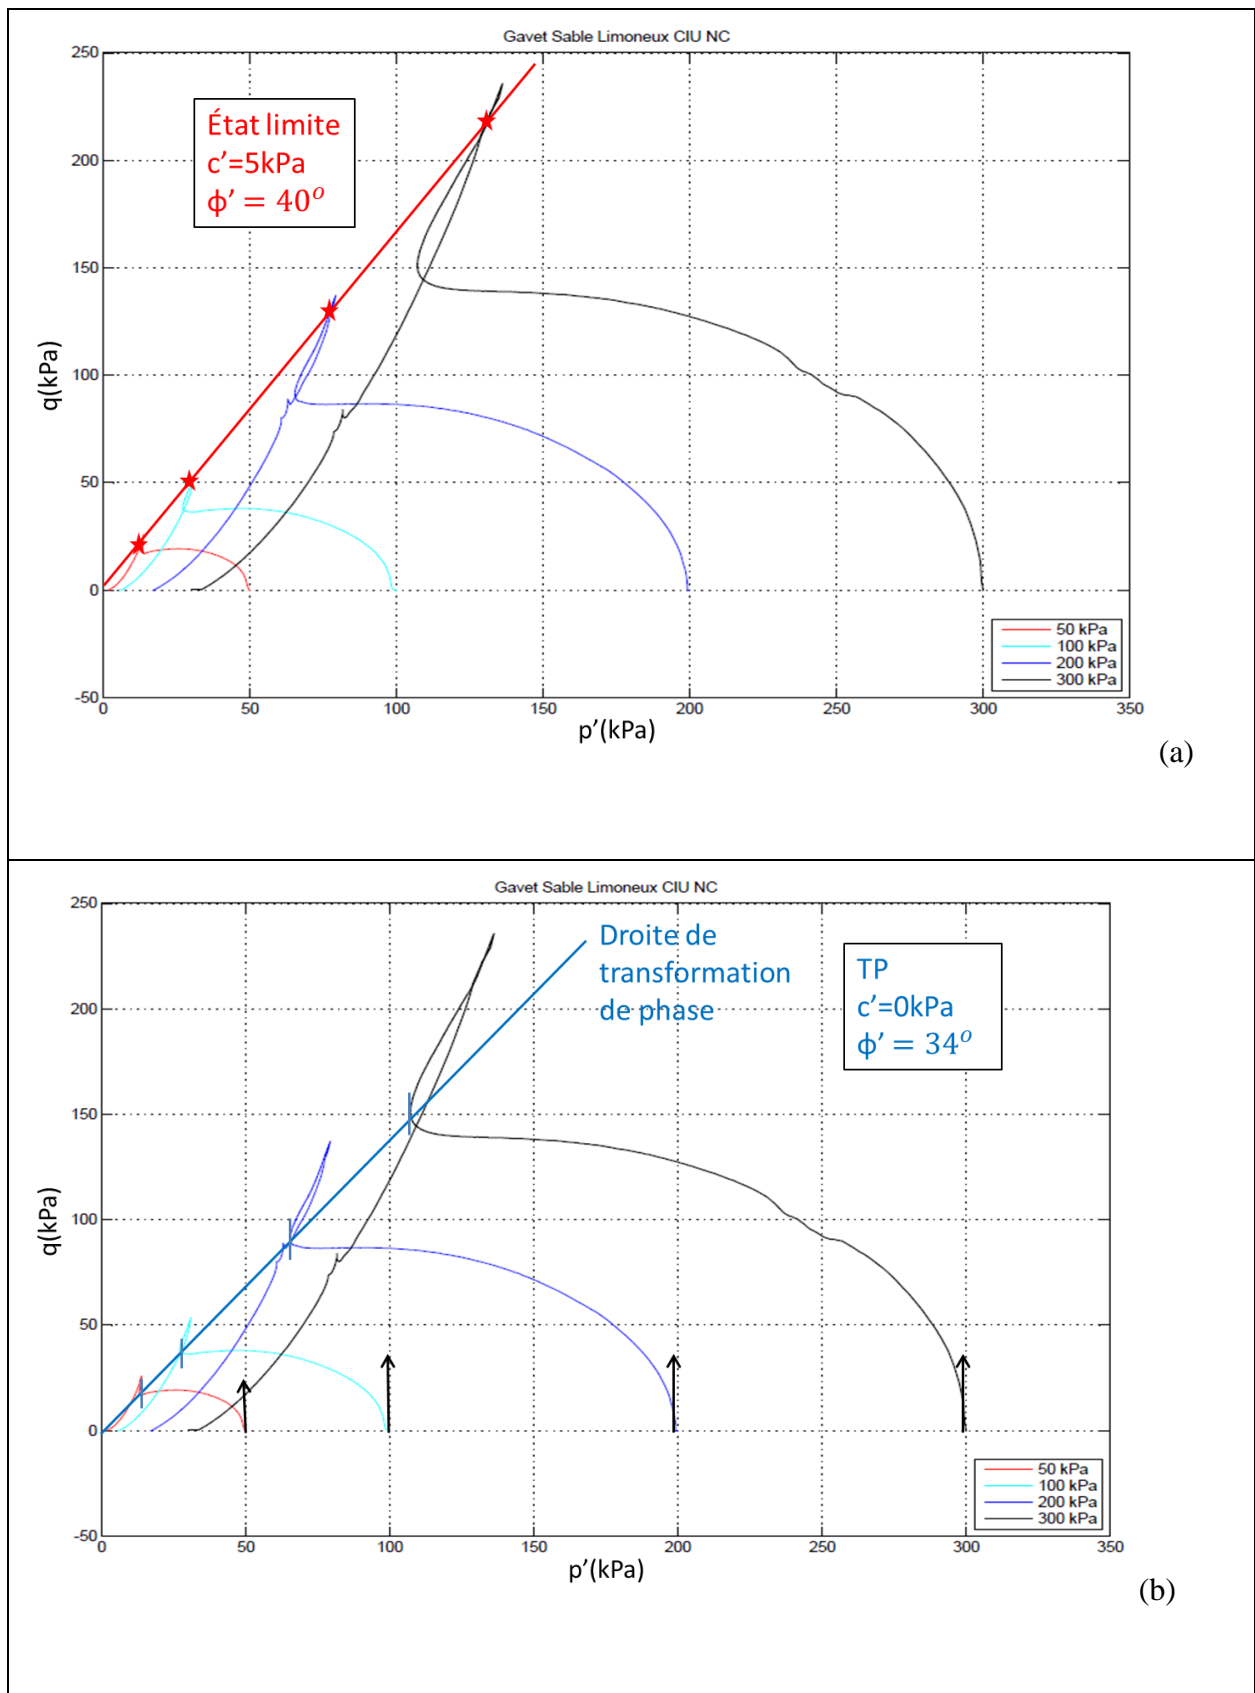 Gavet Sable Limoneux CIU NC
250
200
150
100
50
0
-50
q(kPa)
État limite
c'=5kPa
ϕ' = 40º
50 kPa
100 kPa
200 kPa
300 kPa
0 50 100 150 200 250 300 350
p'(kPa)
(a)
Gavet Sable Limoneux CIU NC
250
200
150
100
50
0
-50
q(kPa)
Droite de
transformation
de phase
TP
c'=0kPa
ϕ' = 34º
50 kPa
100 kPa
200 kPa
300 kPa
0 50 100 150 200 250 300 350
p'(kPa)
(b)